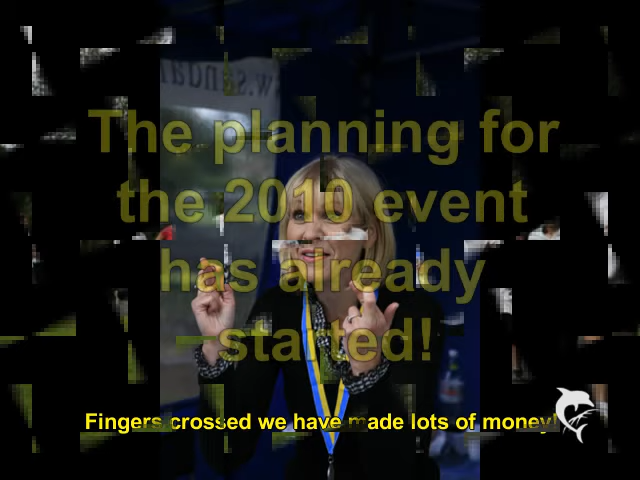 The planning for
the 2010 event
has already
started!
Fingers crossed we have made lots of money!